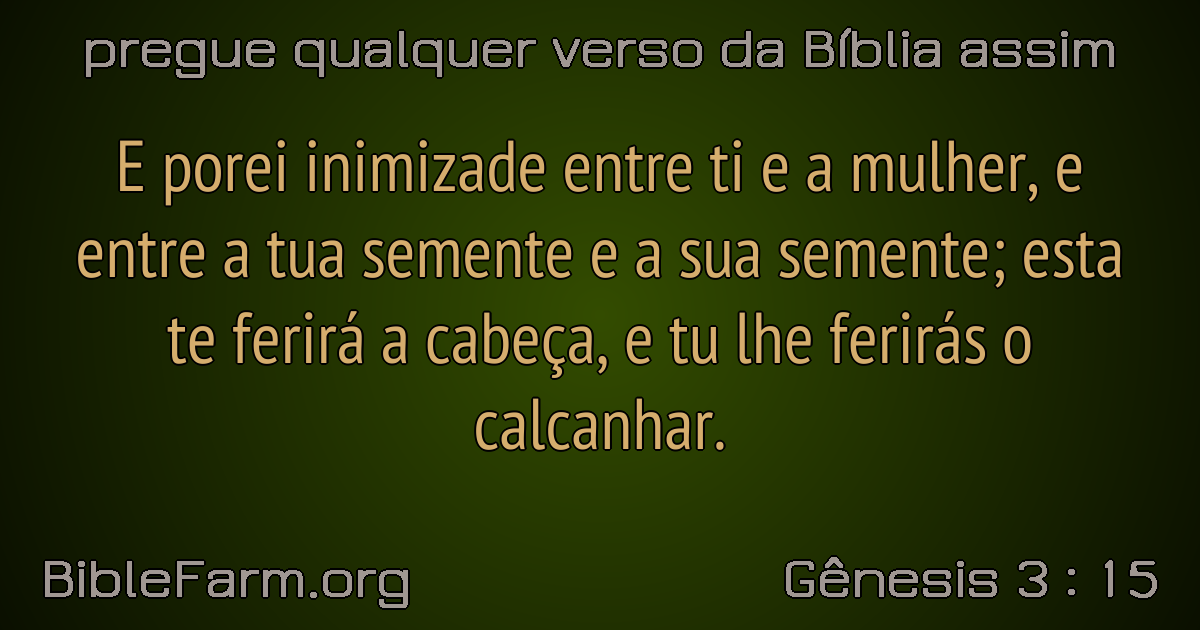 pregue qualquer verso da Bíblia assim
E porei inimizade entre ti e a mulher, e
entre a tua semente e a sua semente; esta
te ferirá a cabeça, e tu lhe ferirás o
calcanhar.
BibleFarm.org
Gênesis 3 : 15